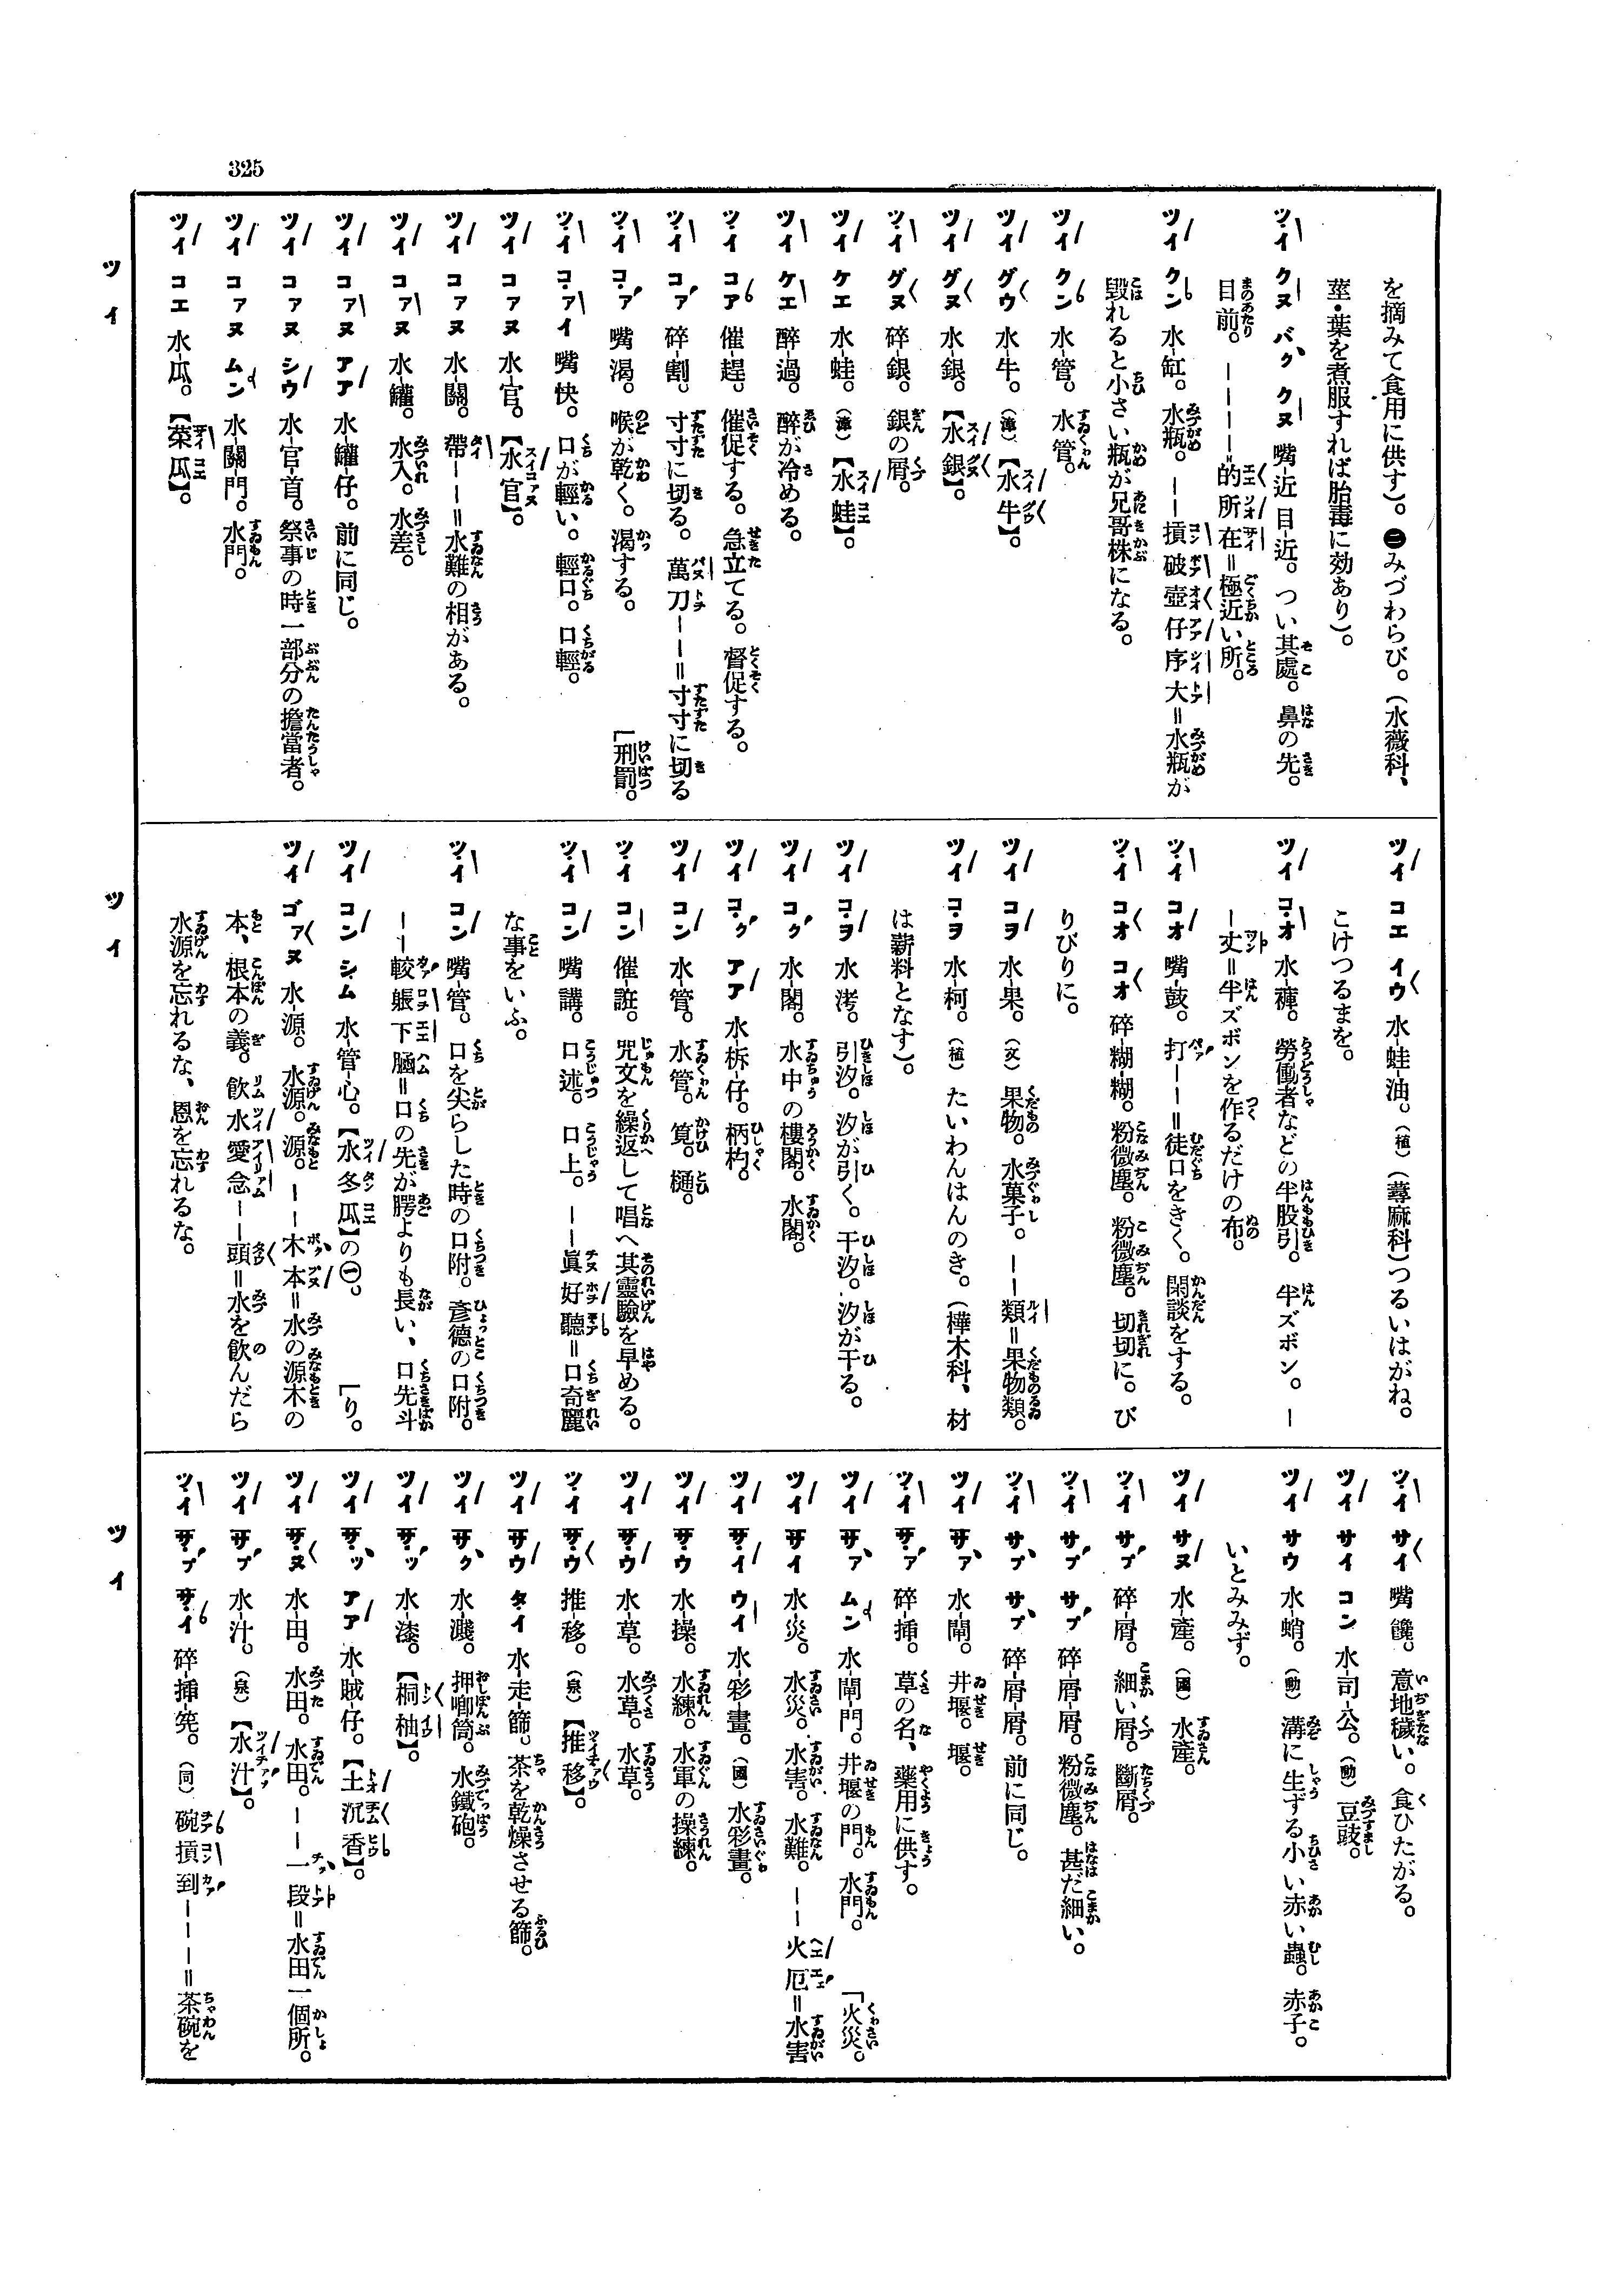 325
を摘みて食用に供す)。㊁みづわらび。(水薇科、
莖・葉を煮服すれば胎毒に効あり)。
ツイ クヌ バク クヌ 嘴-近 目-近。つい其處。鼻の先。
目前。－－－－的所在＝極近い所。
ツイ クン 水-缸。水瓶。－－摃破壺仔序大＝水瓶が
毀れると小さい瓶が兄哥株になる。
ツイ クン 水-管。水管。
ツイ グウ 水-牛。(漳)【水牛】。
ツイ グヌ 水-銀。【水銀】。
ツイ グヌ 碎-銀。銀の屑。
ツイ ケエ 水-蛙。(漳)【水蛙】。
ツイ ケエ 醉-過。醉が冷める。
ツイ コア 催-趕。催促する。急立てる。督促する。
ツイ コァ 碎-割。寸寸に切る。萬刀－－＝寸寸に切る
ツイ コァ 嘴渴。喉が乾く。渴する。 「刑罰。
ツイ コァイ 嘴快。口が輕い。輕口。口輕。
ツイ コァヌ 水-官。【水官】。
ツイ コァヌ 水-關。帶－－＝水難の相がある。
ツイ コァヌ 水-罐。水入。水差。
ツイ コァヌ アア 水-罐-仔。前に同じ。
ツイ コァヌ シウ 水-官-首。祭事の時一部分の擔當者。
ツイ コァヌ ムン 水-關-門。水門。
ツイ コエ 水-瓜。【菜瓜】。
ツイ
ツイ コエ イウ 水-蛙-油。(植)(蕁麻科)つるいはがね。
こけつるまを。
ツイ コオ 水-褲。勞働者などの半股引。半ズボン。－
－丈＝半ズボンを作るだけの布。
ツイ コオ 嘴-鼓。打－－＝徒口をきく。閑談をする。
ツイ コオ コオ 碎-糊-糊。粉微塵。粉微塵。切切に。び
りびりに。
ツイ コヲ 水-果。(文)果物。水菓子。－－類＝果物類。
ツイ コヲ 水-柯。(植)たいわんはんのき。(樺木科、材
は薪料となす)。
ツイ コヲ 水洘。引汐。汐が引く。干汐。汐が干る。
ツイ コク 水-閣。水中の樓閣。水閣。
ツイ コク アア 水-柝-仔。柄杓。
ツイ コン 水-管。水管。筧。樋。
ツイ コン 催-誑。咒文を繰返して唱へ其靈驗を早める。
ツイ コン 嘴-講。口述。口上。－－眞好聽＝口奇麗
な事をいふ。
ツイ コン 嘴-管。口を尖らした時の口附。彥德の口附。
－－較賬下腦＝口の先が腭よりも長い、口先斗
ツイ コン シム 水-管-心。【水冬瓜】の㊀。 「り。
ツイ ゴァヌ 水-源。水源。源。－－木本＝水の源木の
本、根本の義。飮水愛念－－頭＝水を飮んだら
水源を忘れるな、恩を忘れるな。
ツイ
ツイ サイ 嘴饞。意地穢い。食ひたがる。
ツイ サイ コン 水-司-公。(動)豆豉。
ツイ サウ 水-蛸。(動)溝に生ずる小い赤い蟲。赤子。
いとみみず。
ツイ サヌ 水-產。(國)水產。
ツイ サプ 碎-屑。細い屑。斷屑。
ツイ サプ サプ 碎-屑-屑。粉微塵。甚だ細い。
ツイ サプ サプ 碎-屑-屑。前に同じ。
ツイ サァ 水-閘。井堰。堰。
ツイ サァ 碎-插。草の名、藥用に供す。
ツイ サァ ムン 水-閘-門。井堰の門。水門。 「火災。
ツイ サイ 水-災。水災。水害。水難。－－火厄＝水害
ツイ サイ ウイ 水-彩-畫。(國)水彩畫。
ツイ サウ 水-操。水練。水軍の操練。
ツイ サウ 水-草。水草。水草。
ツイ サウ 推-移。(泉)【推移】。
ツイ サウ タイ 水-走-篩。茶を乾燥させる篩。
ツイ サク 水-濺。押喞筒。水鐵砲。
ツイ サッ 水-漆。【桐柚】。
ツイ サッ アア 水-賊-仔。【土沉香】。
ツイ サヌ 水-田。水田。水田。－－一段＝水田一個所。
ツイ サプ 水-汁。(泉)【水汁】。
ツイ サプ サイ 碎-插-筅。(同)碗摃到－－－＝茶碗を
ツイ